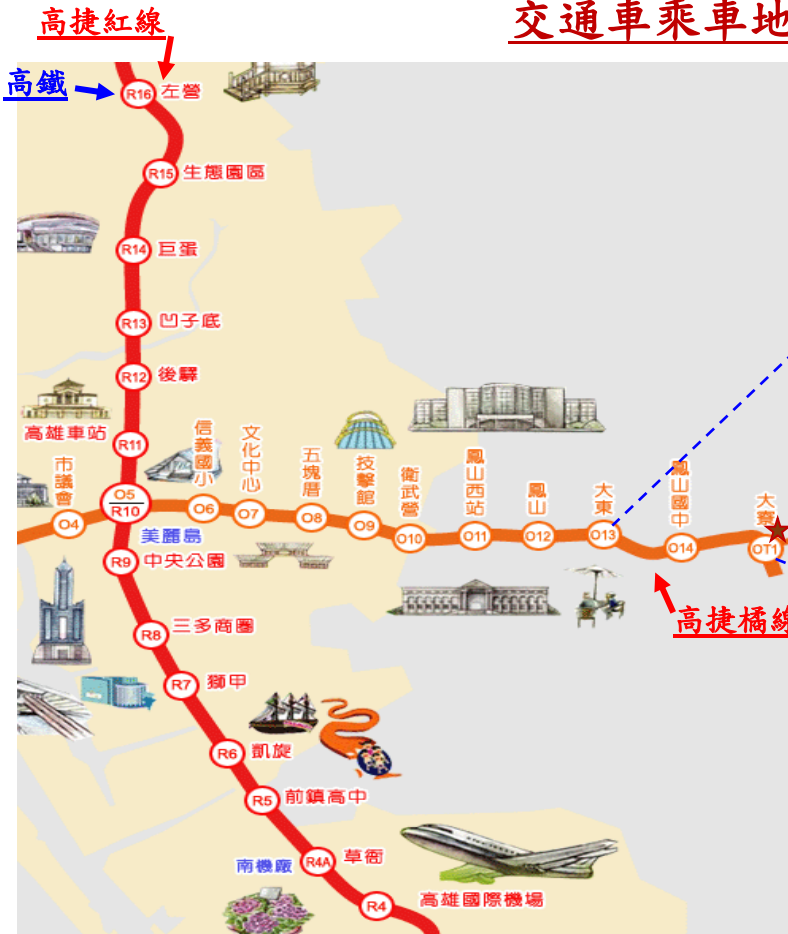 高捷紅線
交通車乘車地
高鐵
R16 左營
R15 生態園區
R14 巨蛋
R13 凹子底
R12 後驛
高雄車站 R11
市議會
信義國小
文化中心
五塊厝
技擊館
衛武營
鳳山西站
鳳山
大東
鳳山國中
大寮
O4
O5
R10
O6
O7
O8
O9
O10
O11
O12
O13
O14
OT1
美麗島
R9 中央公園
高捷橘線
R8 三多商圈
R7 獅甲
R6 凱旋
R5 前鎮高中
南機廠 R4A 草衙
R4 高雄國際機場